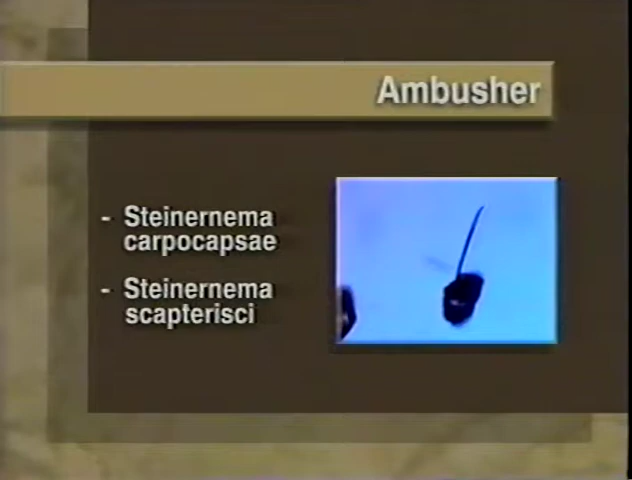 Ambusher
- Steinernema
carpocapsae
- Steinernema
scapterisci